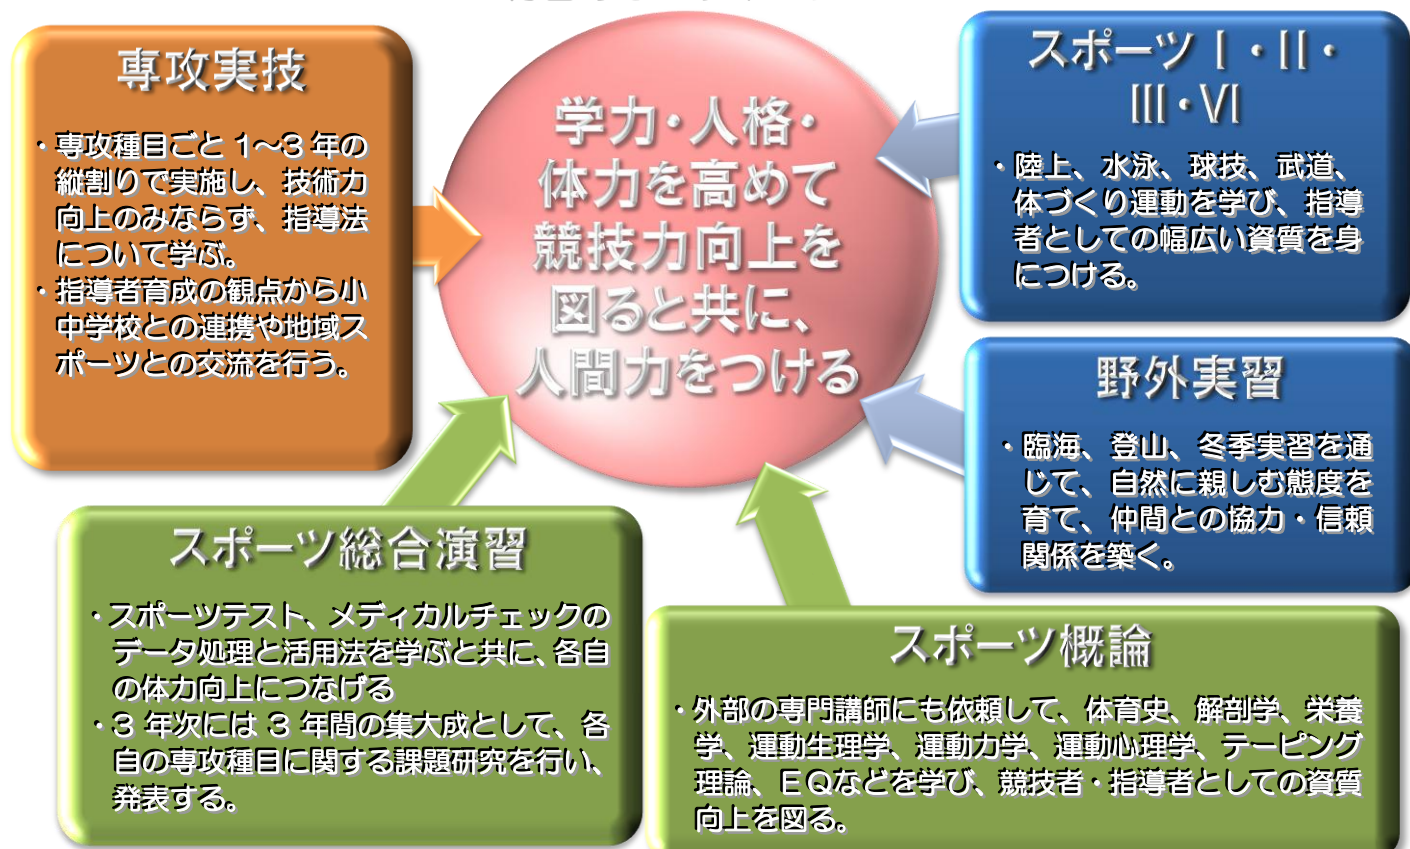 専攻実技
・専攻種目ごと 1～3 年の
縦割りで実施し、技術力
向上のみならず、指導法
について学ぶ。
・指導者育成の観点から小
中学校との連携や地域ス
ポーツとの交流を行う。
学力・人格・
体力を高めて
競技力向上を
図ると共に、
人間力をつける
スポーツⅠ・Ⅱ・
Ⅲ・Ⅵ
・陸上、水泳、球技、武道、
体づくり運動を学び、指導
者としての幅広い資質を身
につける。
野外実習
・臨海、登山、冬季実習を通
じて、自然に親しむ態度を
育て、仲間との協力・信頼
関係を築く。
スポーツ総合演習
・スポーツテスト、メディカルチェックの
データ処理と活用法を学ぶと共に、各自
の体力向上につなげる
・3 年次には 3 年間の集大成として、各
自の専攻種目に関する課題研究を行い、
発表する。
スポーツ概論
・外部の専門講師にも依頼して、体育史、解剖学、栄養
学、運動生理学、運動力学、運動心理学、テーピング
理論、ＥＱなどを学び、競技者・指導者としての資質
向上を図る。